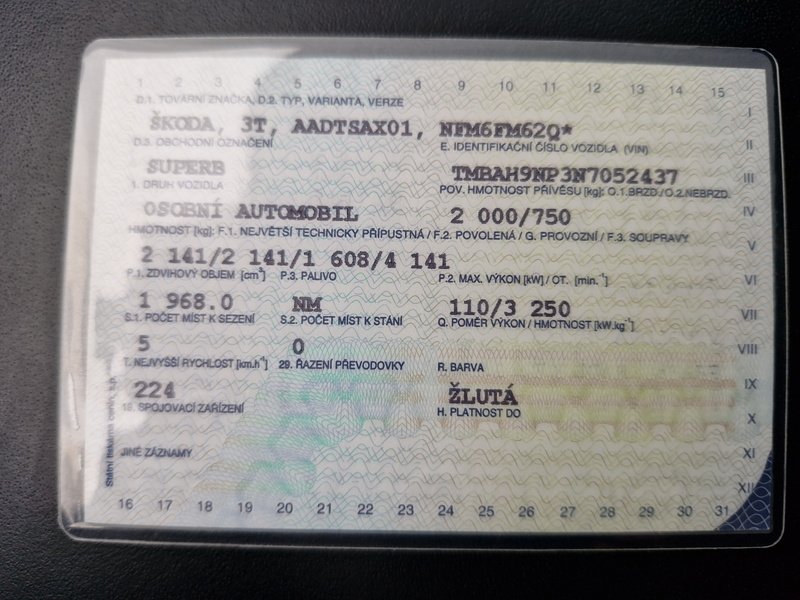 1 2 3 4 5 6 7 8 9 10 11 12 13 14 15
D.1. TOVÁRNÍ ZNAČKA, D.2. TYP, VARIANTA, VERZE
I
ŠKODA, 3T, AADTSAX01, NFM6FM62Q*
D.3. OBCHODNÍ OZNAČENÍ E. IDENTIFIKAČNÍ ČÍSLO VOZIDLA (VIN)
II
SUPERB TMBAH9NP3N7052437
III
1. DRUH VOZIDLA POV. HMOTNOST PŘÍVĚSU [kg]: O.1.BRZD./O.2.NEBRZD.
OSOBNÍ AUTOMOBIL 2 000/750
IV
HMOTNOST [kg]: F.1. NEJVĚTŠÍ TECHNICKY PŘÍPUSTNÁ / F.2. POVOLENÁ / G. PROVOZNÍ / F.3. SOUPRAVY
V
2 141/2 141/1 608/4 141
P.1. ZDVIHOVÝ OBJEM [cm³] P.3. PALIVO P.2. MAX. VÝKON [kW] / OT. [min.⁻¹]
VI
1 968.0 NM 110/3 250
VII
S.1. POČET MÍST K SEZENÍ S.2. POČET MÍST K STÁNÍ Q. POMĚR VÝKON / HMOTNOST [kW.kg⁻¹]
5 0
VIII
T. NEJVYŠŠÍ RYCHLOST [km.h⁻¹] 29. ŘAZENÍ PŘEVODOVKY R. BARVA
224 ŽLUTÁ
IX
18. SPOJOVACÍ ZAŘÍZENÍ H. PLATNOST DO
X
JINÉ ZÁZNAMY
XI
XII
16 17 18 19 20 21 22 23 24 25 26 27 28 29 30 31
Státní tiskárna cenin, s.p.